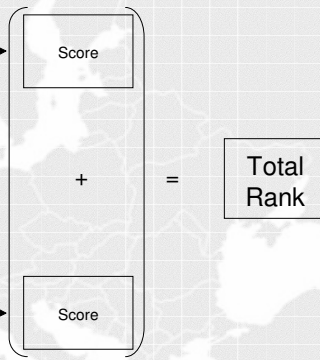 Score
+
=
Total
Rank
Score